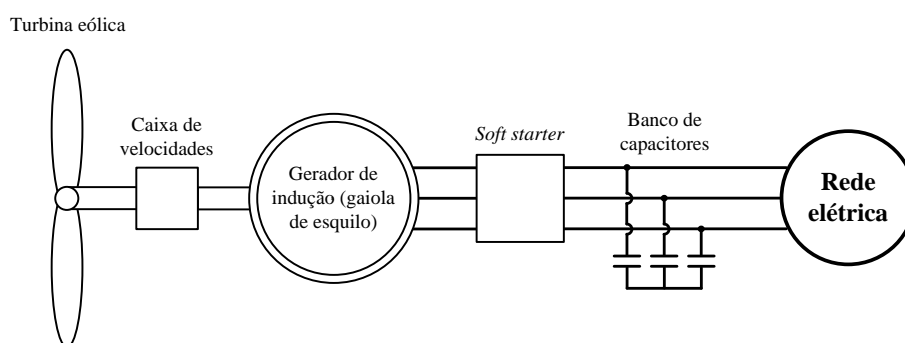 Turbina eólica
Caixa de
velocidades
Gerador de
indução (gaiola
de esquilo)
Soft starter
Banco de
capacitores
Rede
elétrica